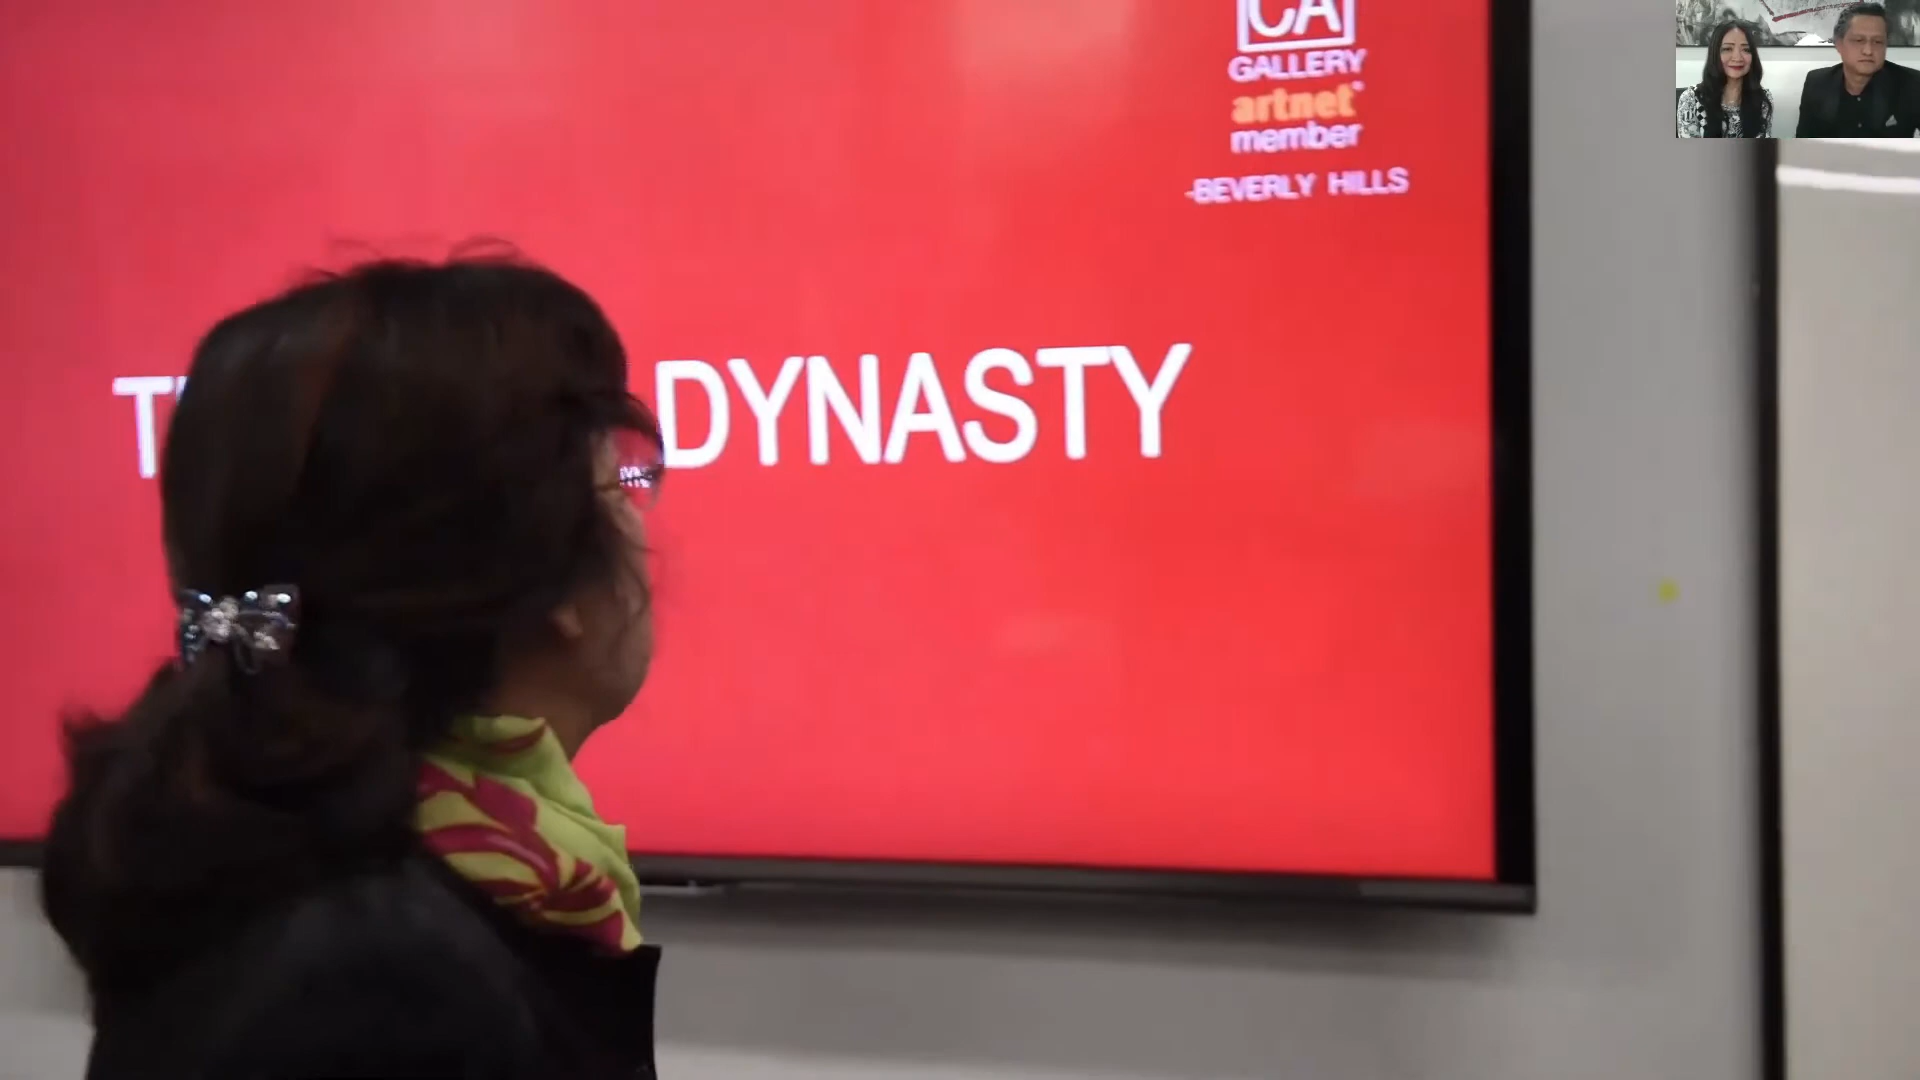 CA
GALLERY
artnet
member
-BEVERLY HILLS
DYNASTY